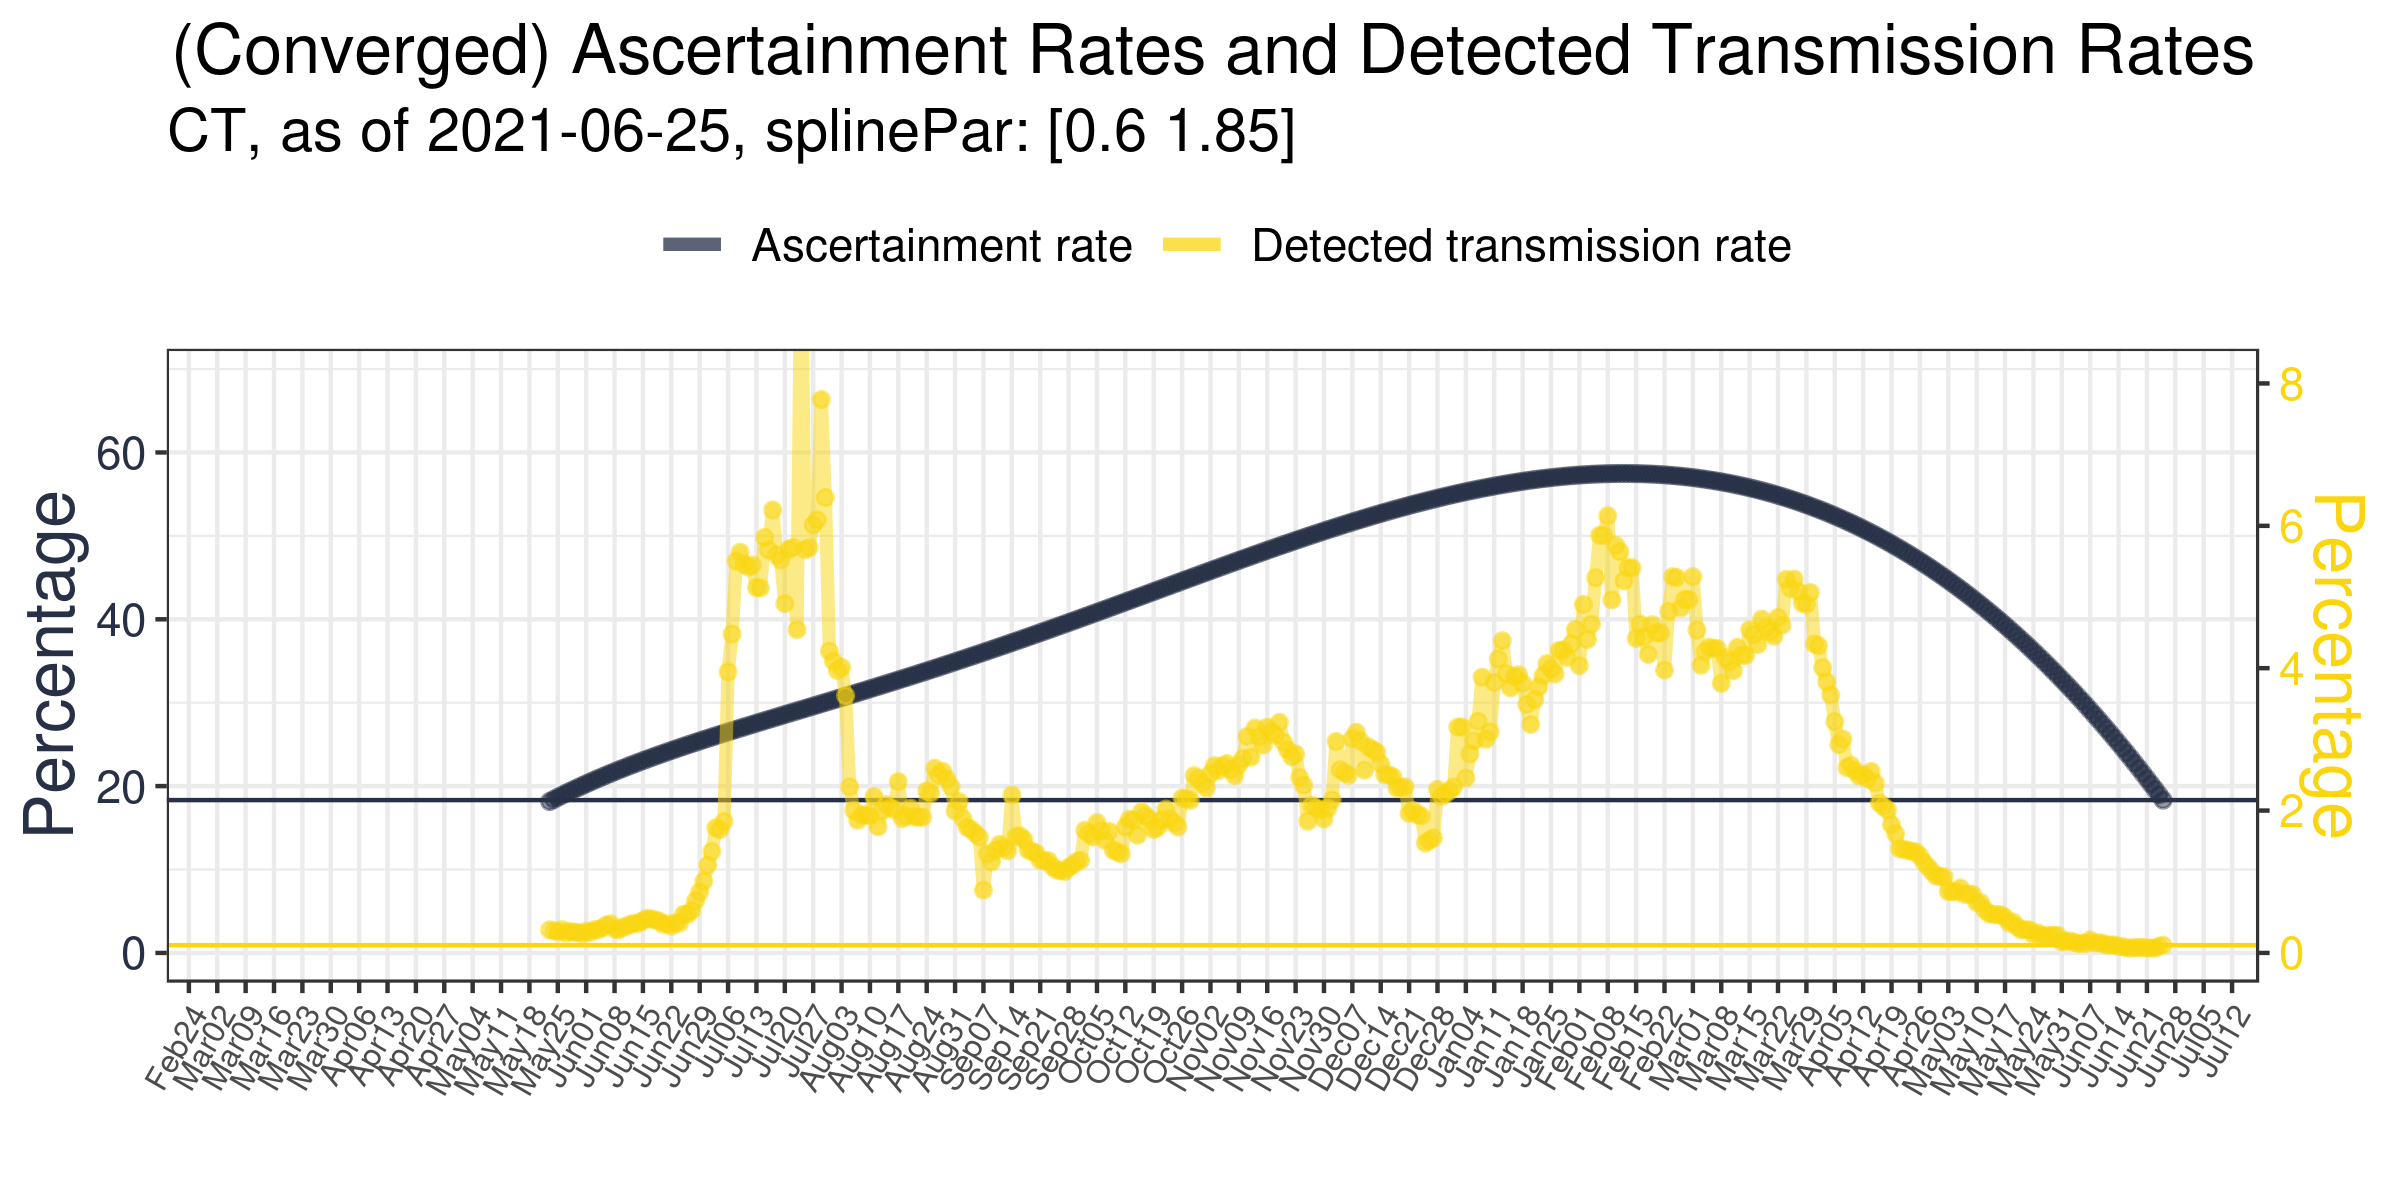 (Converged) Ascertainment Rates and Detected Transmission Rates
CT, as of 2021-06-25, splinePar: [0.6 1.85]
Ascertainment rate
Detected transmission rate
Percentage
60
40
20
0
8
6
4
2
0
Percentage
Feb24
Mar02
Mar09
Mar16
Mar23
Mar30
Apr06
Apr13
Apr20
Apr27
May04
May11
May18
May25
Jun01
Jun08
Jun15
Jun22
Jun29
Jul06
Jul13
Jul20
Jul27
Aug03
Aug10
Aug17
Aug24
Aug31
Sep07
Sep14
Sep21
Sep28
Oct05
Oct12
Oct19
Oct26
Nov02
Nov09
Nov16
Nov23
Nov30
Dec07
Dec14
Dec21
Dec28
Jan04
Jan11
Jan18
Jan25
Feb01
Feb08
Feb15
Feb22
Mar01
Mar08
Mar15
Mar22
Mar29
Apr05
Apr12
Apr19
Apr26
May03
May10
May17
May24
May31
Jun07
Jun14
Jun21
Jun28
Jul05
Jul12